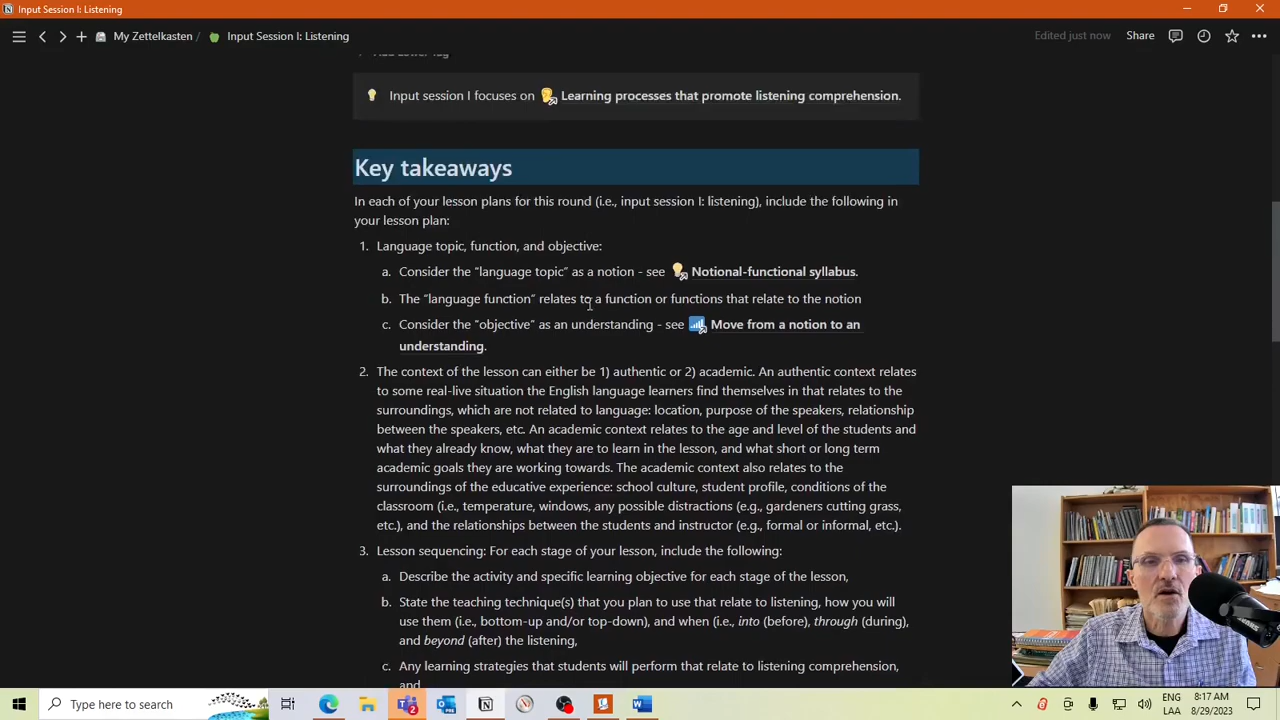 Input Session I: Listening
My Zettelkasten / Input Session I: Listening
Edited just now Share
Input session I focuses on Learning processes that promote listening comprehension.
Key takeaways
In each of your lesson plans for this round (i.e., input session I: listening), include the following in
your lesson plan:
1. Language topic, function, and objective:
a. Consider the "language topic" as a notion - see Notional-functional syllabus.
b. The "language function" relates to a function or functions that relate to the notion
c. Consider the "objective" as an understanding - see Move from a notion to an
understanding.
2. The context of the lesson can either be 1) authentic or 2) academic. An authentic context relates
to some real-live situation the English language learners find themselves in that relates to the
surroundings, which are not related to language: location, purpose of the speakers, relationship
between the speakers, etc. An academic context relates to the age and level of the students and
what they already know, what they are to learn in the lesson, and what short or long term
academic goals they are working towards. The academic context also relates to the
surroundings of the educative experience: school culture, student profile, conditions of the
classroom (i.e., temperature, windows, any possible distractions (e.g., gardeners cutting grass,
etc.), and the relationships between the students and instructor (e.g., formal or informal, etc.).
3. Lesson sequencing: For each stage of your lesson, include the following:
a. Describe the activity and specific learning objective for each stage of the lesson,
b. State the teaching technique(s) that you plan to use that relate to listening, how you will
use them (i.e., bottom-up and/or top-down), and when (i.e., into (before), through (during),
and beyond (after) the listening,
c. Any learning strategies that students will perform that relate to listening comprehension,
and
Type here to search
ENG
LAA
8:17 AM
8/29/2023